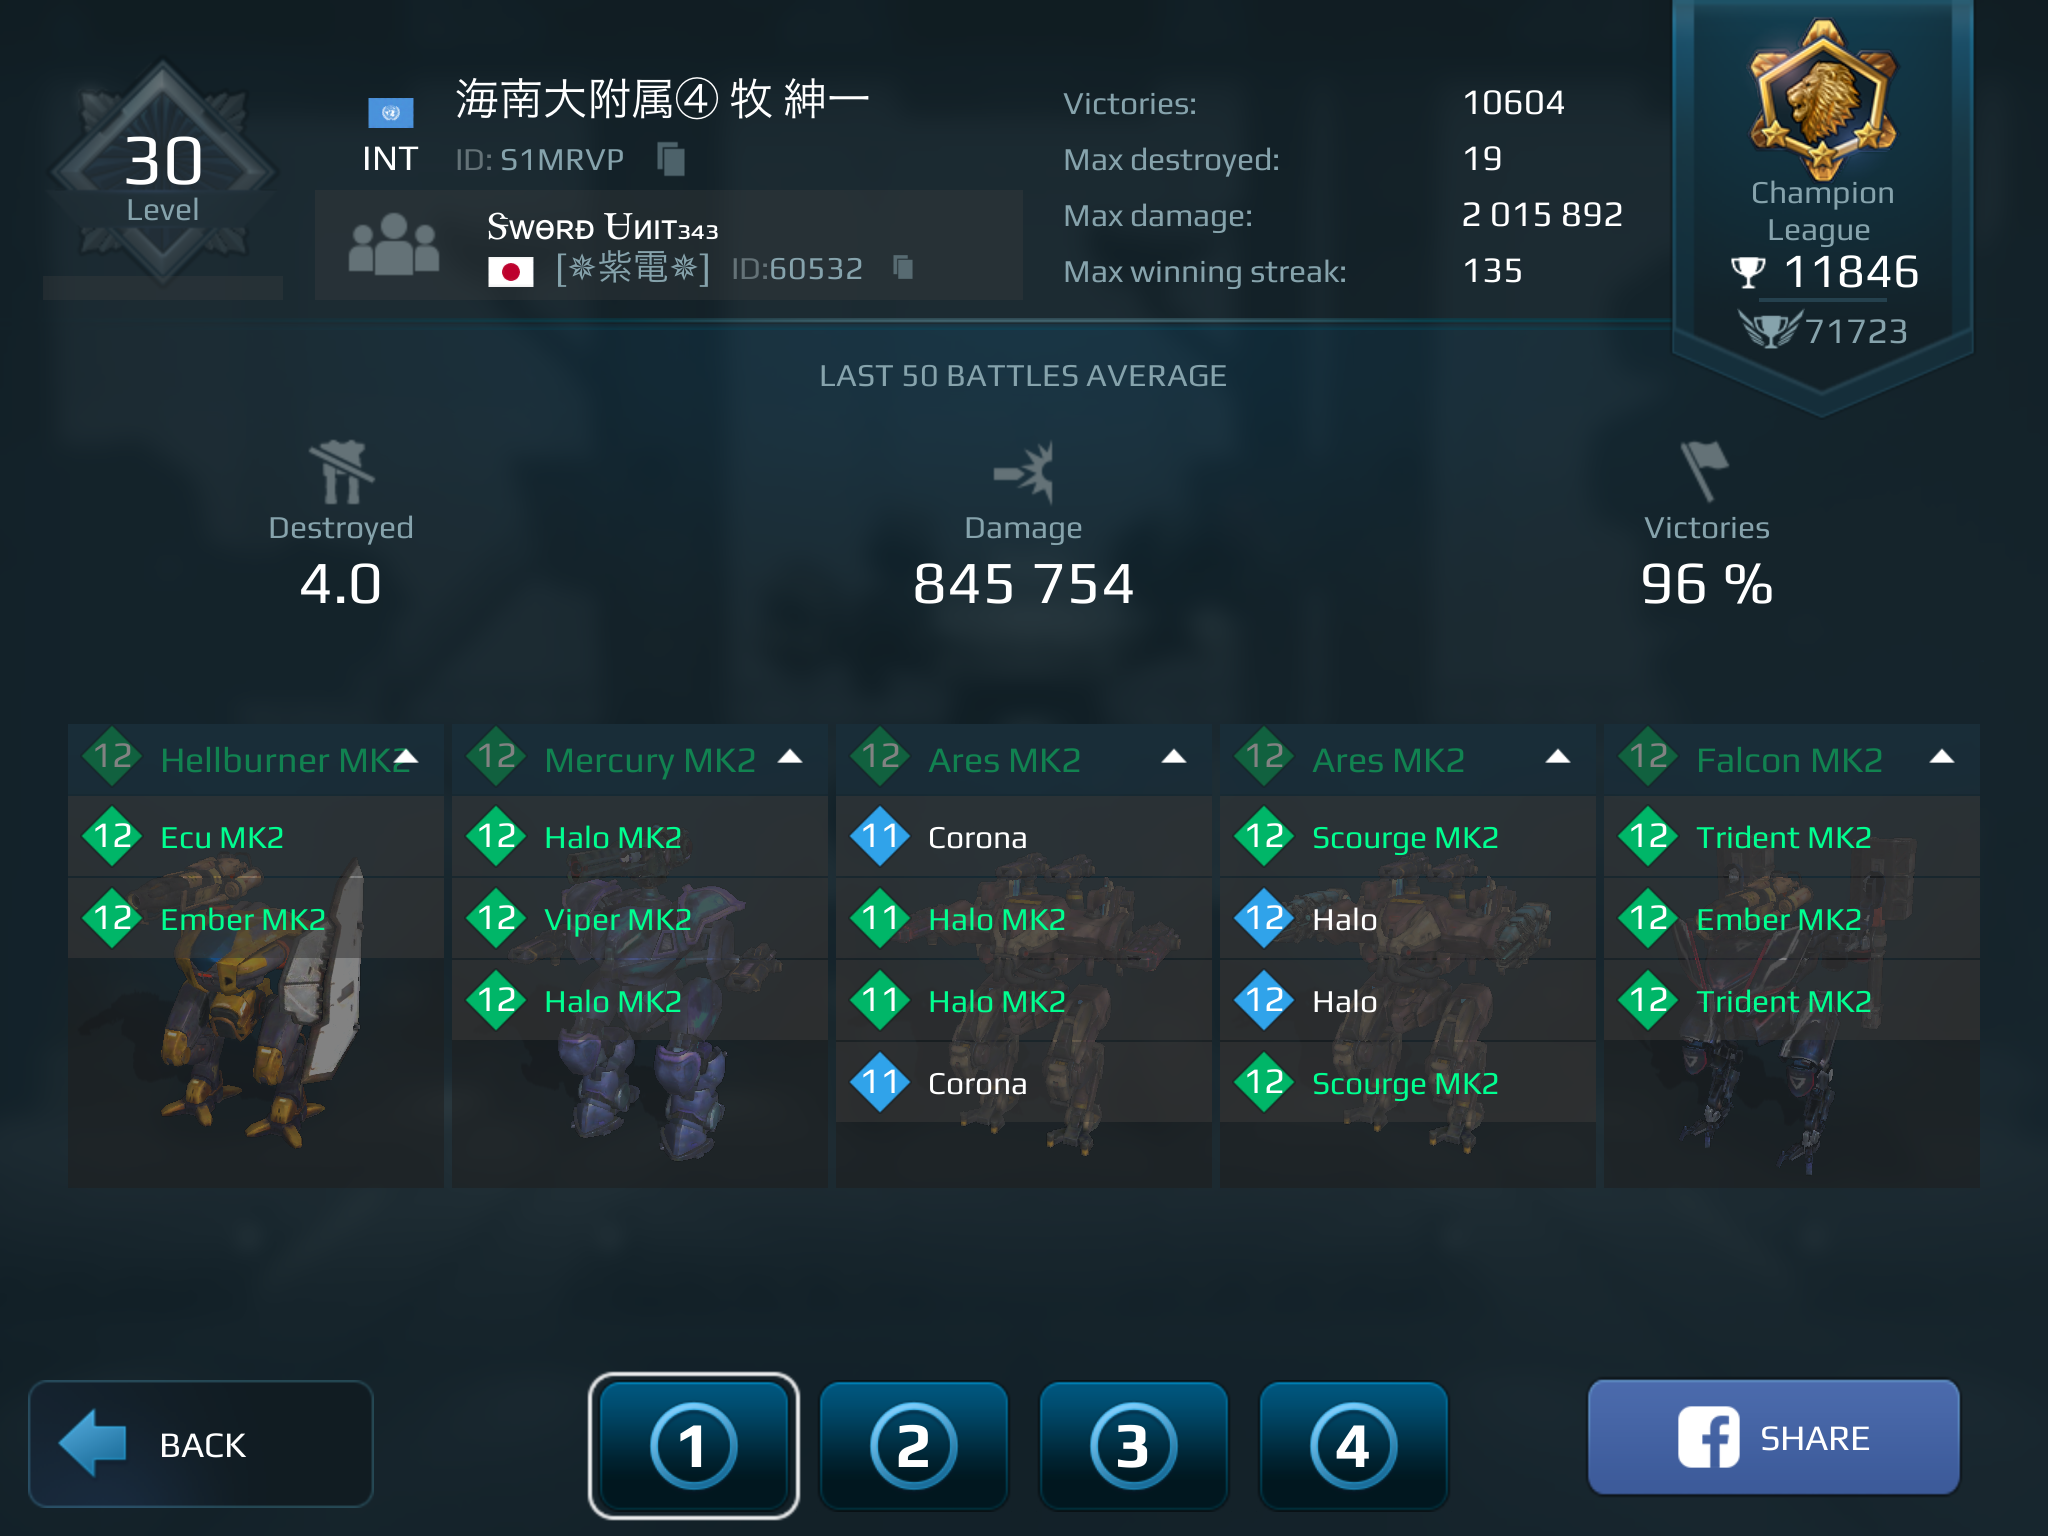 30
Level
INT
海南大附属④ 牧 紳一
ID: S1MRVP
Sword Unit343
[✵紫電✵] ID:60532
Victories: 10604
Max destroyed: 19
Max damage: 2 015 892
Max winning streak: 135
Champion
League
11846
71723
LAST 50 BATTLES AVERAGE
Destroyed
4.0
Damage
845 754
Victories
96 %
12 Hellburner MK2
12 Ecu MK2
12 Ember MK2
12 Mercury MK2
12 Halo MK2
12 Viper MK2
12 Halo MK2
12 Ares MK2
11 Corona
11 Halo MK2
11 Halo MK2
11 Corona
12 Ares MK2
12 Scourge MK2
12 Halo
12 Halo
12 Scourge MK2
12 Falcon MK2
12 Trident MK2
12 Ember MK2
12 Trident MK2
BACK
1
2
3
4
SHARE